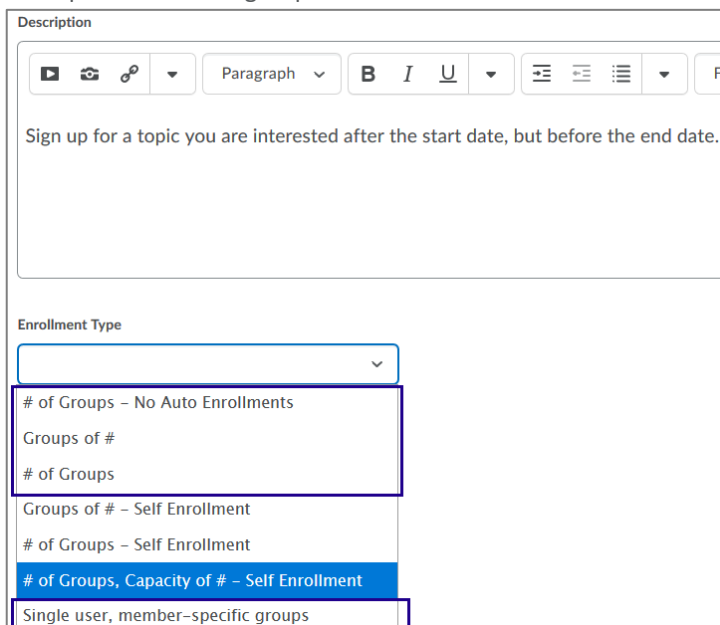 Description
Paragraph B I U F
Sign up for a topic you are interested after the start date, but before the end date.
Enrollment Type
# of Groups – No Auto Enrollments
Groups of #
# of Groups
Groups of # – Self Enrollment
# of Groups – Self Enrollment
# of Groups, Capacity of # – Self Enrollment
Single user, member-specific groups